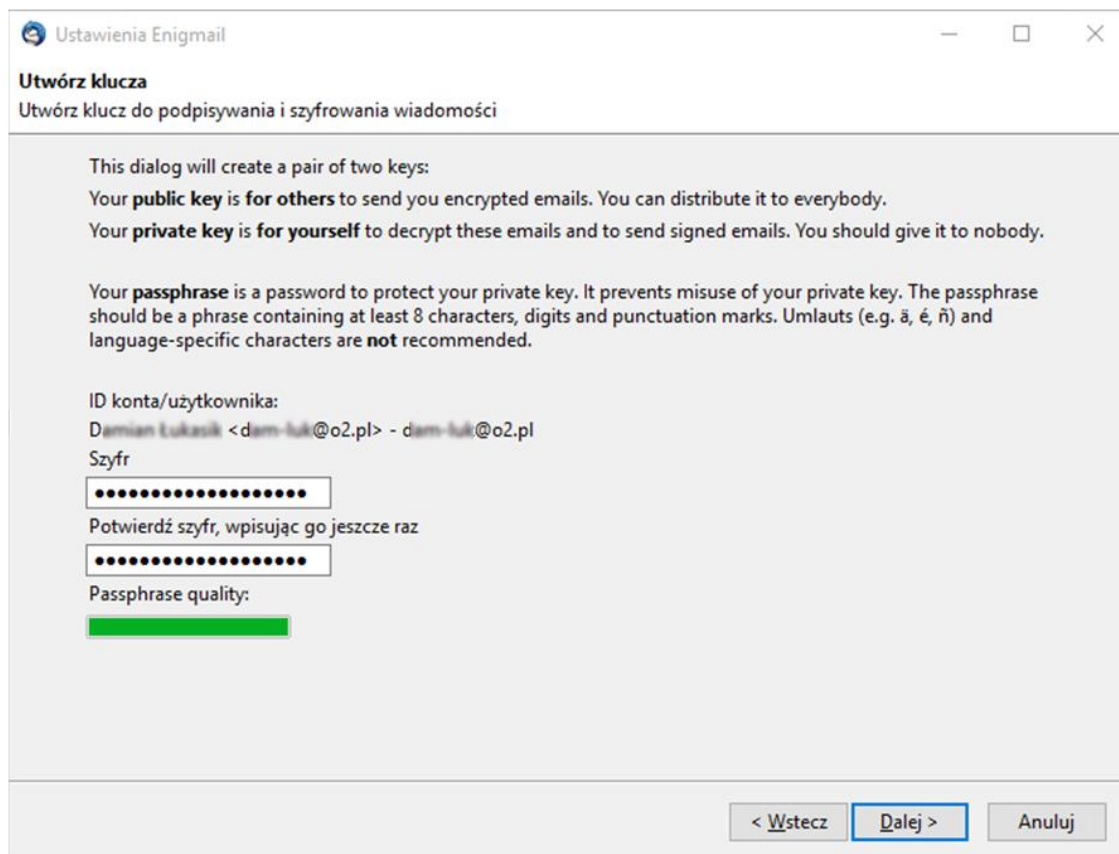 Ustawienia Enigmail
Utwórz klucza
Utwórz klucz do podpisywania i szyfrowania wiadomości
This dialog will create a pair of two keys:
Your public key is for others to send you encrypted emails. You can distribute it to everybody.
Your private key is for yourself to decrypt these emails and to send signed emails. You should give it to nobody.
Your passphrase is a password to protect your private key. It prevents misuse of your private key. The passphrase
should be a phrase containing at least 8 characters, digits and punctuation marks. Umlauts (e.g. ä, é, ñ) and
language-specific characters are not recommended.
ID konta/użytkownika:
@o2.pl> - @o2.pl
Szyfr
Potwierdź szyfr, wpisując go jeszcze raz
Passphrase quality:
< Wstecz Dalej > Anuluj